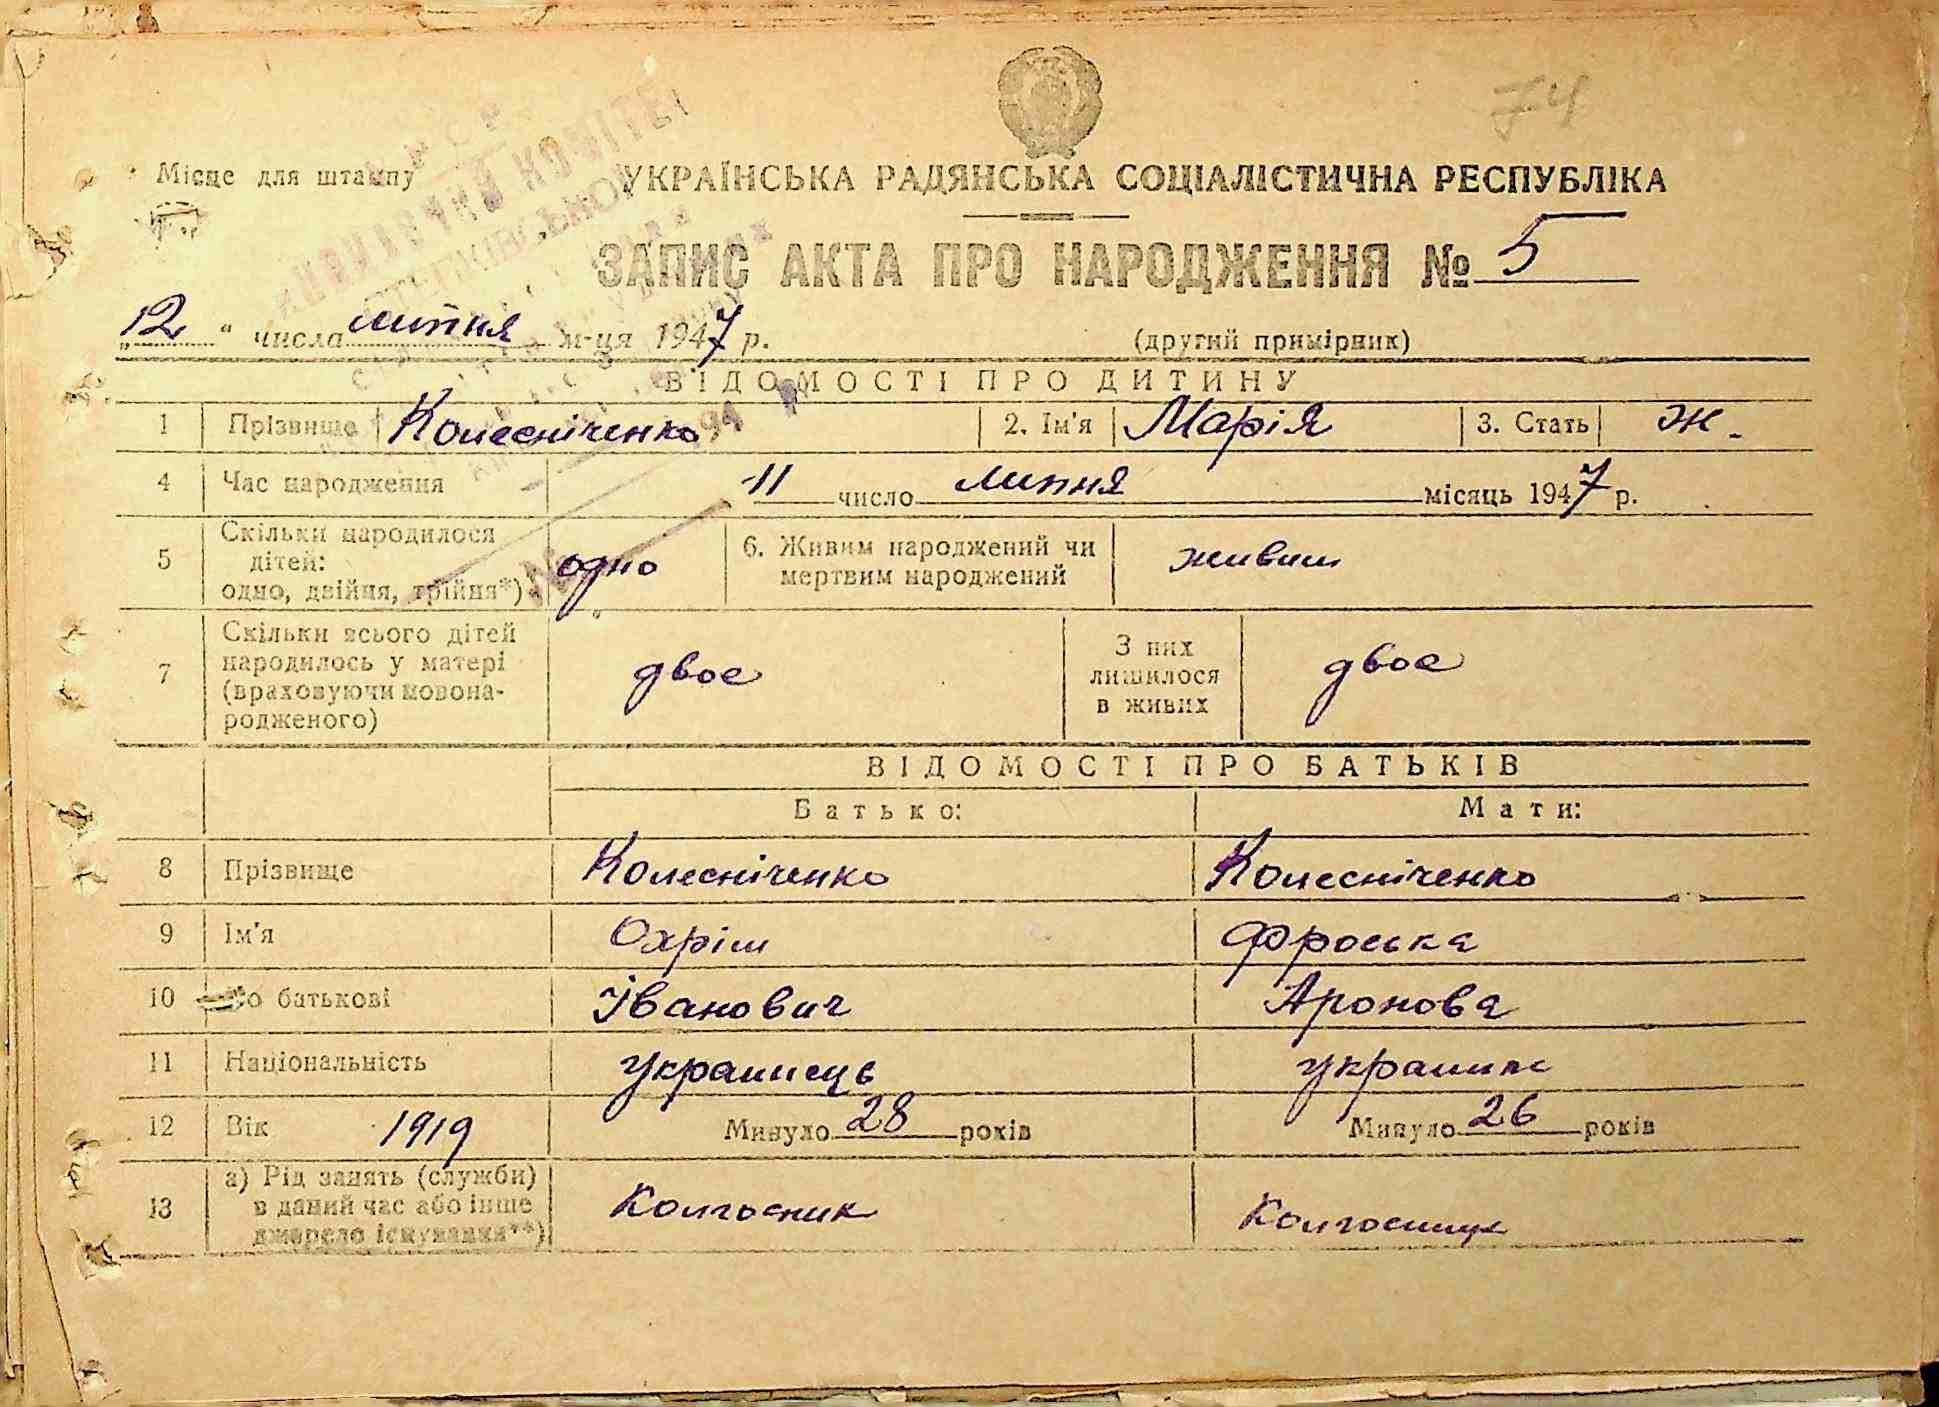 74
Місце для штампу
УКРАЇНСЬКА РАДЯНСЬКА СОЦІАЛІСТИЧНА РЕСПУБЛІКА
ЗАПИС АКТА ПРО НАРОДЖЕННЯ № 5
„12“ числа липня м-ця 1947 р.
(другий примірник)
ВІДОМОСТІ ПРО ДИТИНУ
1 Прізвище Колесніченко 2. Ім'я Марія 3. Стать ж.
4 Час народження 11 число липня місяць 1947 р.
5 Скільки народилося
дітей:
одно, двійня, трійня*)
одно
6. Живим народжений чи
мертвим народжений
живим
7 Скільки всього дітей
народилось у матері
(враховуючи новона-
родженого)
двоє
З них
лишилося
в живих
двоє
ВІДОМОСТІ ПРО БАТЬКІВ
Батько: Мати:
8 Прізвище Колесніченко Колесніченко
9 Ім'я Охрім Фроська
10 По батькові Іванович Аронова
11 Національність
12 Вік 1919 Минуло 28 років Минуло 26 років
13 а) Рід занять (служби)
в даний час або інше
джерело існування**)
Колгосник